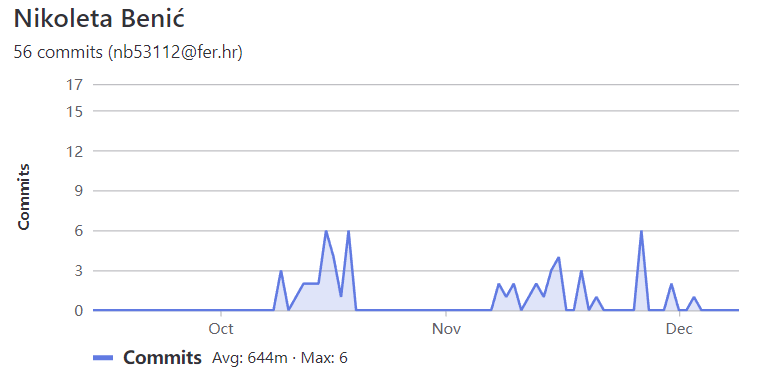 Nikoleta Benić
56 commits (nb53112@fer.hr)
17
15
12
9
6
3
0
Commits
Oct Nov Dec
Commits Avg: 644m · Max: 6